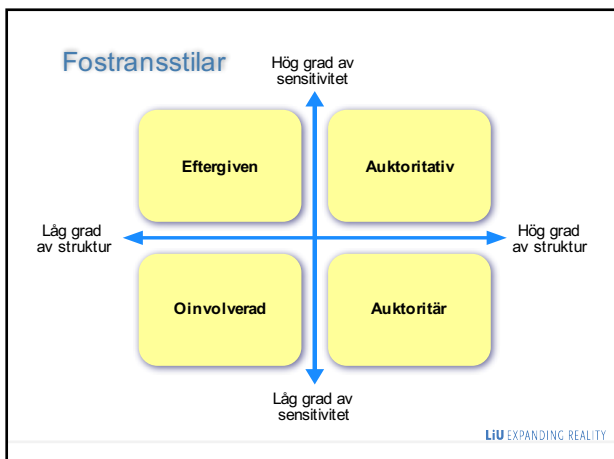 Fostransstilar
Hög grad av
sensitivitet
Eftergiven
Auktoritativ
Låg grad
av struktur
Hög grad
av struktur
Oinvolverad
Auktoritär
Låg grad av
sensitivitet
LiU EXPANDING REALITY